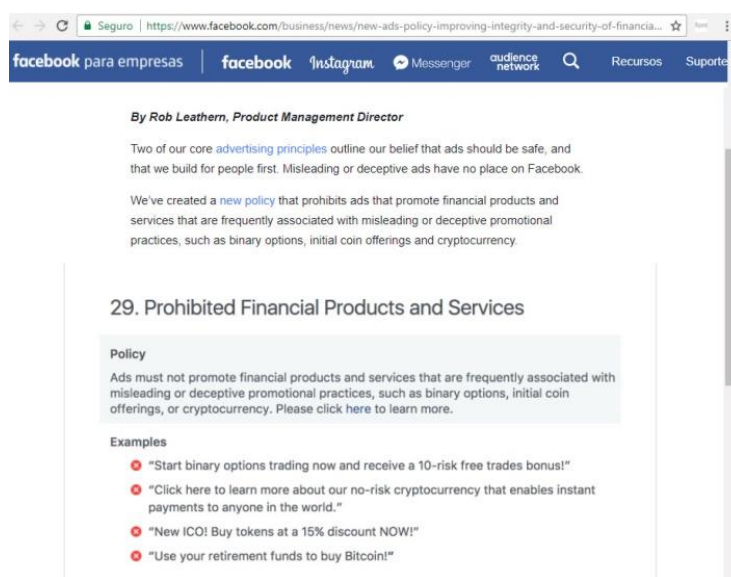 Seguro | https://www.facebook.com/business/news/new-ads-policy-improving-integrity-and-security-of-financia...
facebook para empresas | facebook Instagram Messenger audience network Recursos Suporte
By Rob Leathern, Product Management Director
Two of our core advertising principles outline our belief that ads should be safe, and
that we build for people first. Misleading or deceptive ads have no place on Facebook.
We've created a new policy that prohibits ads that promote financial products and
services that are frequently associated with misleading or deceptive promotional
practices, such as binary options, initial coin offerings and cryptocurrency.
29. Prohibited Financial Products and Services
Policy
Ads must not promote financial products and services that are frequently associated with
misleading or deceptive promotional practices, such as binary options, initial coin
offerings, or cryptocurrency. Please click here to learn more.
Examples
"Start binary options trading now and receive a 10-risk free trades bonus!"
"Click here to learn more about our no-risk cryptocurrency that enables instant
payments to anyone in the world."
"New ICO! Buy tokens at a 15% discount NOW!"
"Use your retirement funds to buy Bitcoin!"